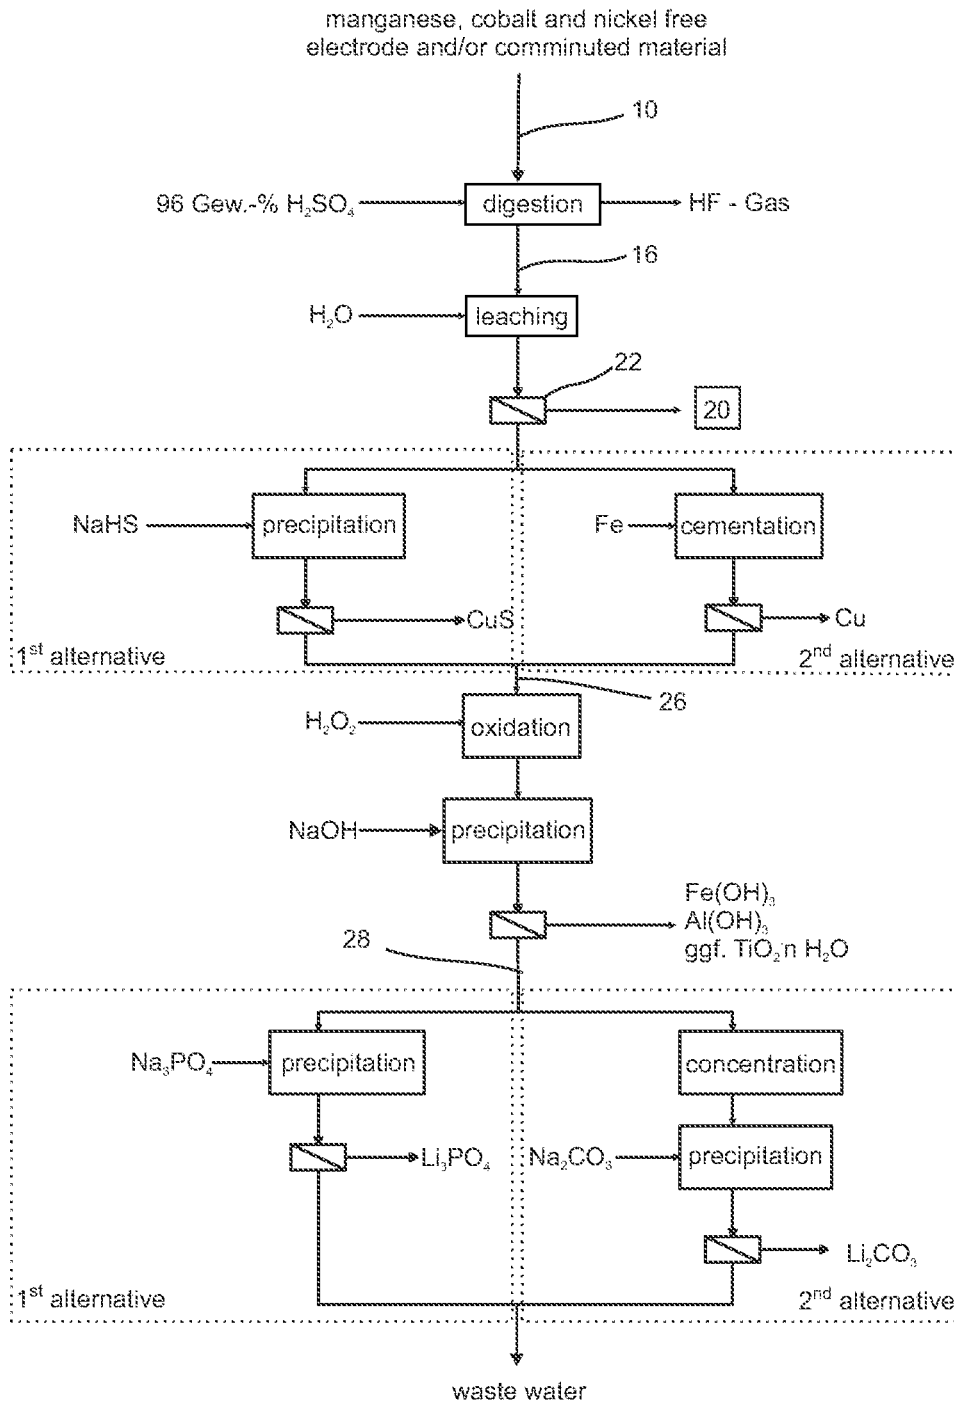 manganese, cobalt and nickel free
electrode and/or comminuted material
10
96 Gew.-% H₂SO₄
digestion
HF - Gas
16
H₂O
leaching
22
20
NaHS
precipitation
Fe
cementation
CuS
Cu
1st alternative
2nd alternative
26
H₂O₂
oxidation
NaOH
precipitation
Fe(OH)₃
Al(OH)₃
ggf. TiO₂·n H₂O
28
Na₃PO₄
precipitation
concentration
Li₃PO₄
Na₂CO₃
precipitation
Li₂CO₃
1st alternative
2nd alternative
waste water